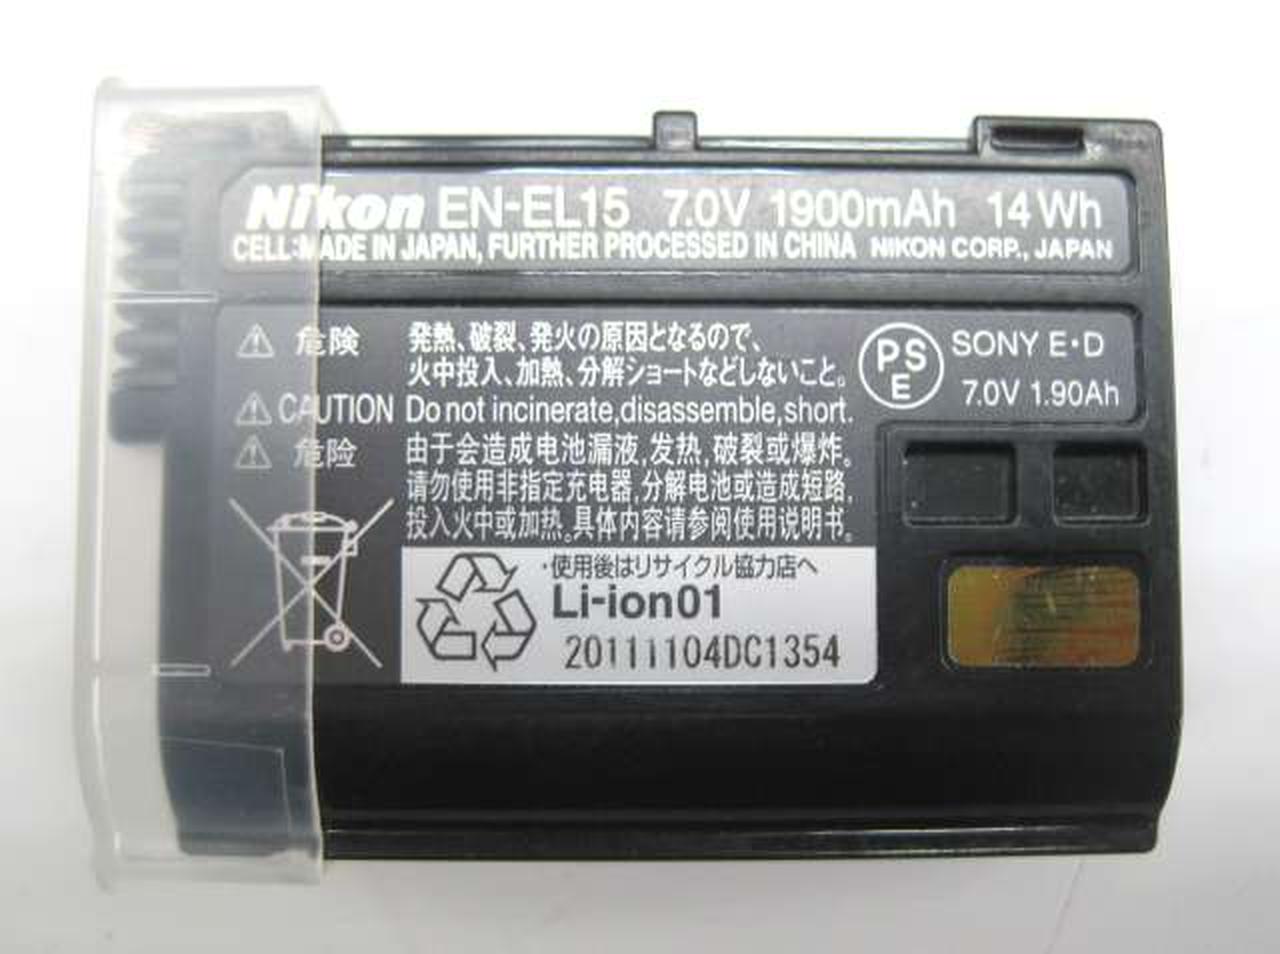 Nikon EN-EL15 7.0V 1900mAh 14Wh
CELL:MADE IN JAPAN, FURTHER PROCESSED IN CHINA NIKON CORP., JAPAN
危険 発熱、破裂、発火の原因となるので、
火中投入、加熱、分解ショートなどしないこと。
PSE
SONY E・D
7.0V 1.90Ah
CAUTION Do not incinerate,disassemble,short.
危险 由于会造成电池漏液,发热,破裂或爆炸。
请勿使用非指定充电器,分解电池或造成短路,
投入火中或加热。具体内容请参阅使用说明书。
・使用後はリサイクル協力店へ
Li-ion01
20111104DC1354